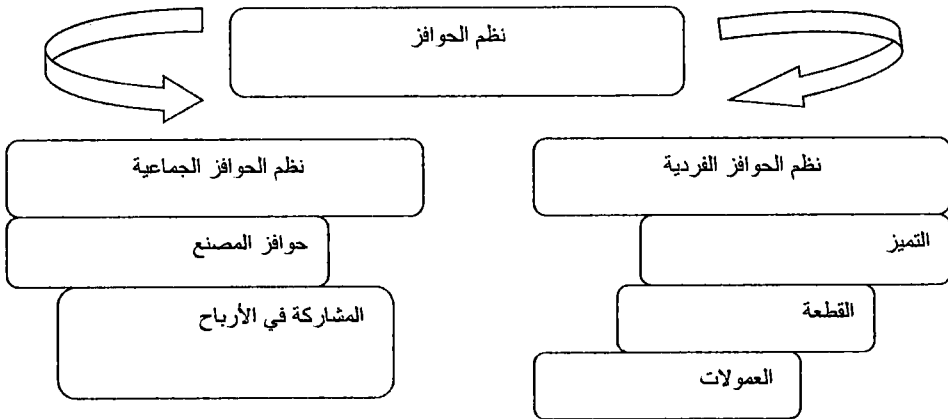 نظم الحوافز
نظم الحوافز الفردية
التميز
القطعة
العمولات
نظم الحوافز الجماعية
حوافز المصنع
المشاركة في الأرباح